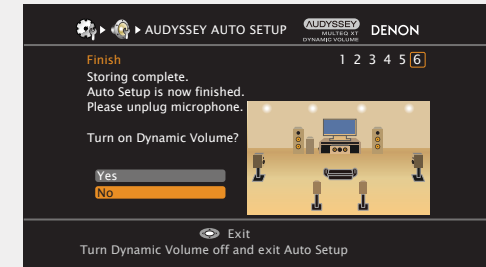 AUDYSSEY AUTO SETUP
AUDYSSEY
MULTEQ XT
DYNAMIC VOLUME
DENON
Finish
1 2 3 4 5 6
Storing complete.
Auto Setup is now finished.
Please unplug microphone.
Turn on Dynamic Volume?
Yes
No
Exit
Turn Dynamic Volume off and exit Auto Setup